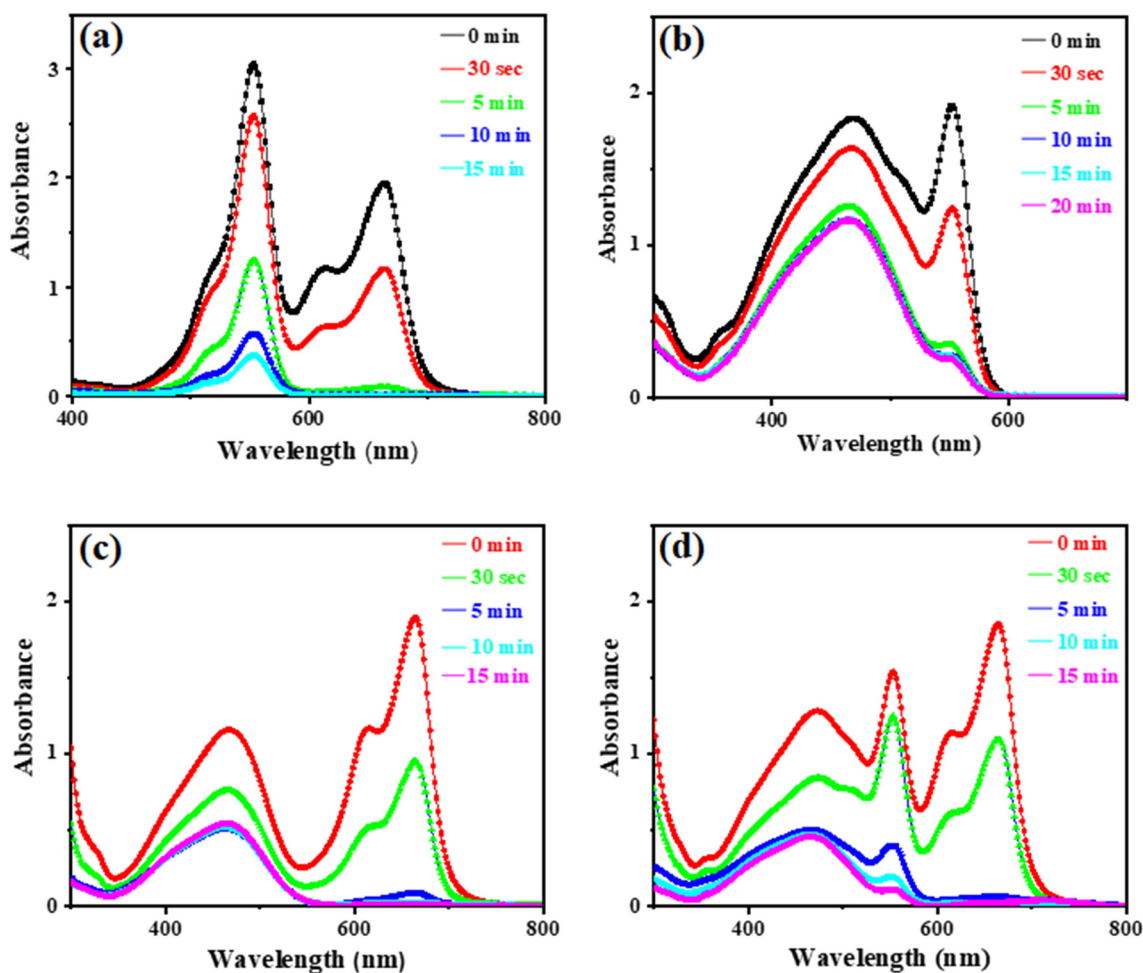 (a)
0 min
30 sec
5 min
10 min
15 min
3
2
1
0
400
600
800
Absorbance
Wavelength (nm)
(b)
0 min
30 sec
5 min
10 min
15 min
20 min
2
1
0
400
600
Absorbance
Wavelength (nm)
(c)
0 min
30 sec
5 min
10 min
15 min
2
1
0
400
600
800
Absorbance
Wavelength (nm)
(d)
0 min
30 sec
5 min
10 min
15 min
2
1
0
400
600
800
Absorbance
Wavelength (nm)